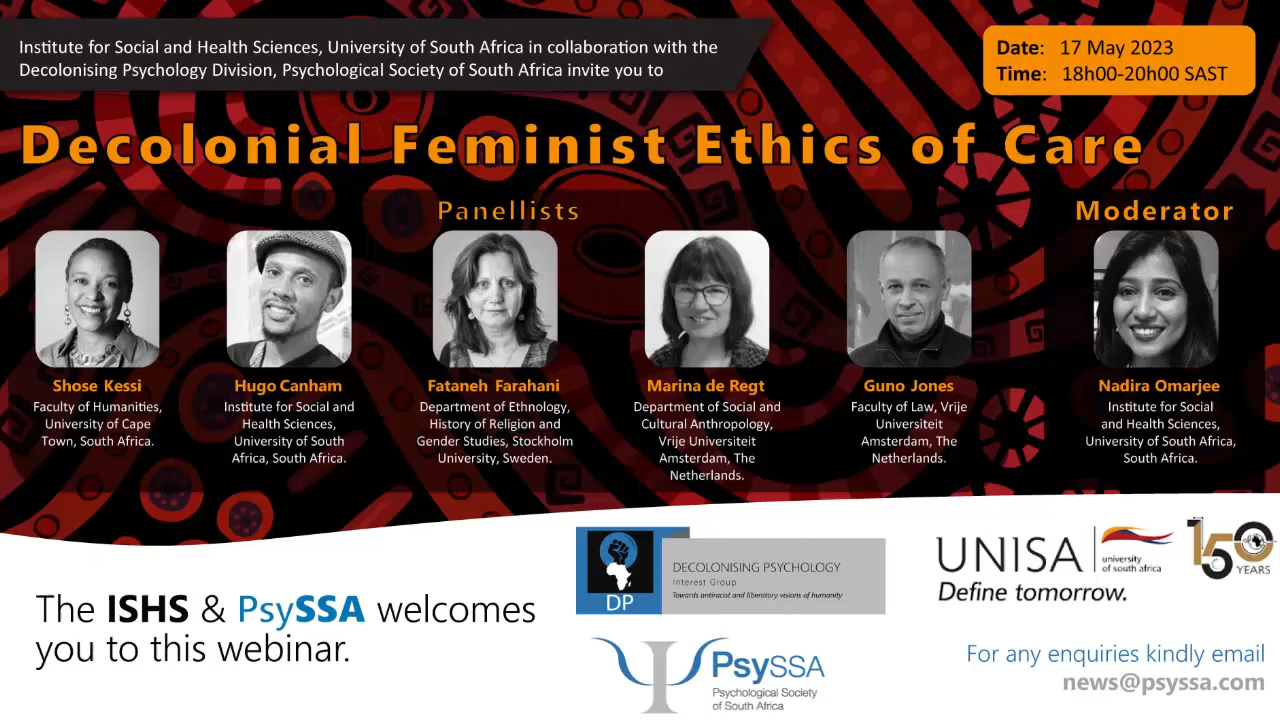 Institute for Social and Health Sciences, University of South Africa in collaboration with the
Decolonising Psychology Division, Psychological Society of South Africa invite you to
Date: 17 May 2023
Time: 18h00-20h00 SAST
Decolonial Feminist Ethics of Care
Panellists
Moderator
Shose Kessi
Faculty of Humanities,
University of Cape
Town, South Africa.
Hugo Canham
Institute for Social and
Health Sciences,
University of South
Africa, South Africa.
Fataneh Farahani
Department of Ethnology,
History of Religion and
Gender Studies, Stockholm
University, Sweden.
Marina de Regt
Department of Social and
Cultural Anthropology,
Vrije Universiteit
Amsterdam, The
Netherlands.
Guno Jones
Faculty of Law, Vrije
Universiteit
Amsterdam, The
Netherlands.
Nadira Omarjee
Institute for Social
and Health Sciences,
University of South Africa,
South Africa.
The ISHS & PsySSA welcomes
you to this webinar.
DP
DECOLONISING PSYCHOLOGY
Interest Group
Towards antiracist and liberatory visions of humanity
PsySSA
Psychological Society
of South Africa
UNISA
university
of south africa
Define tomorrow.
150
YEARS
For any enquiries kindly email
news@psyssa.com